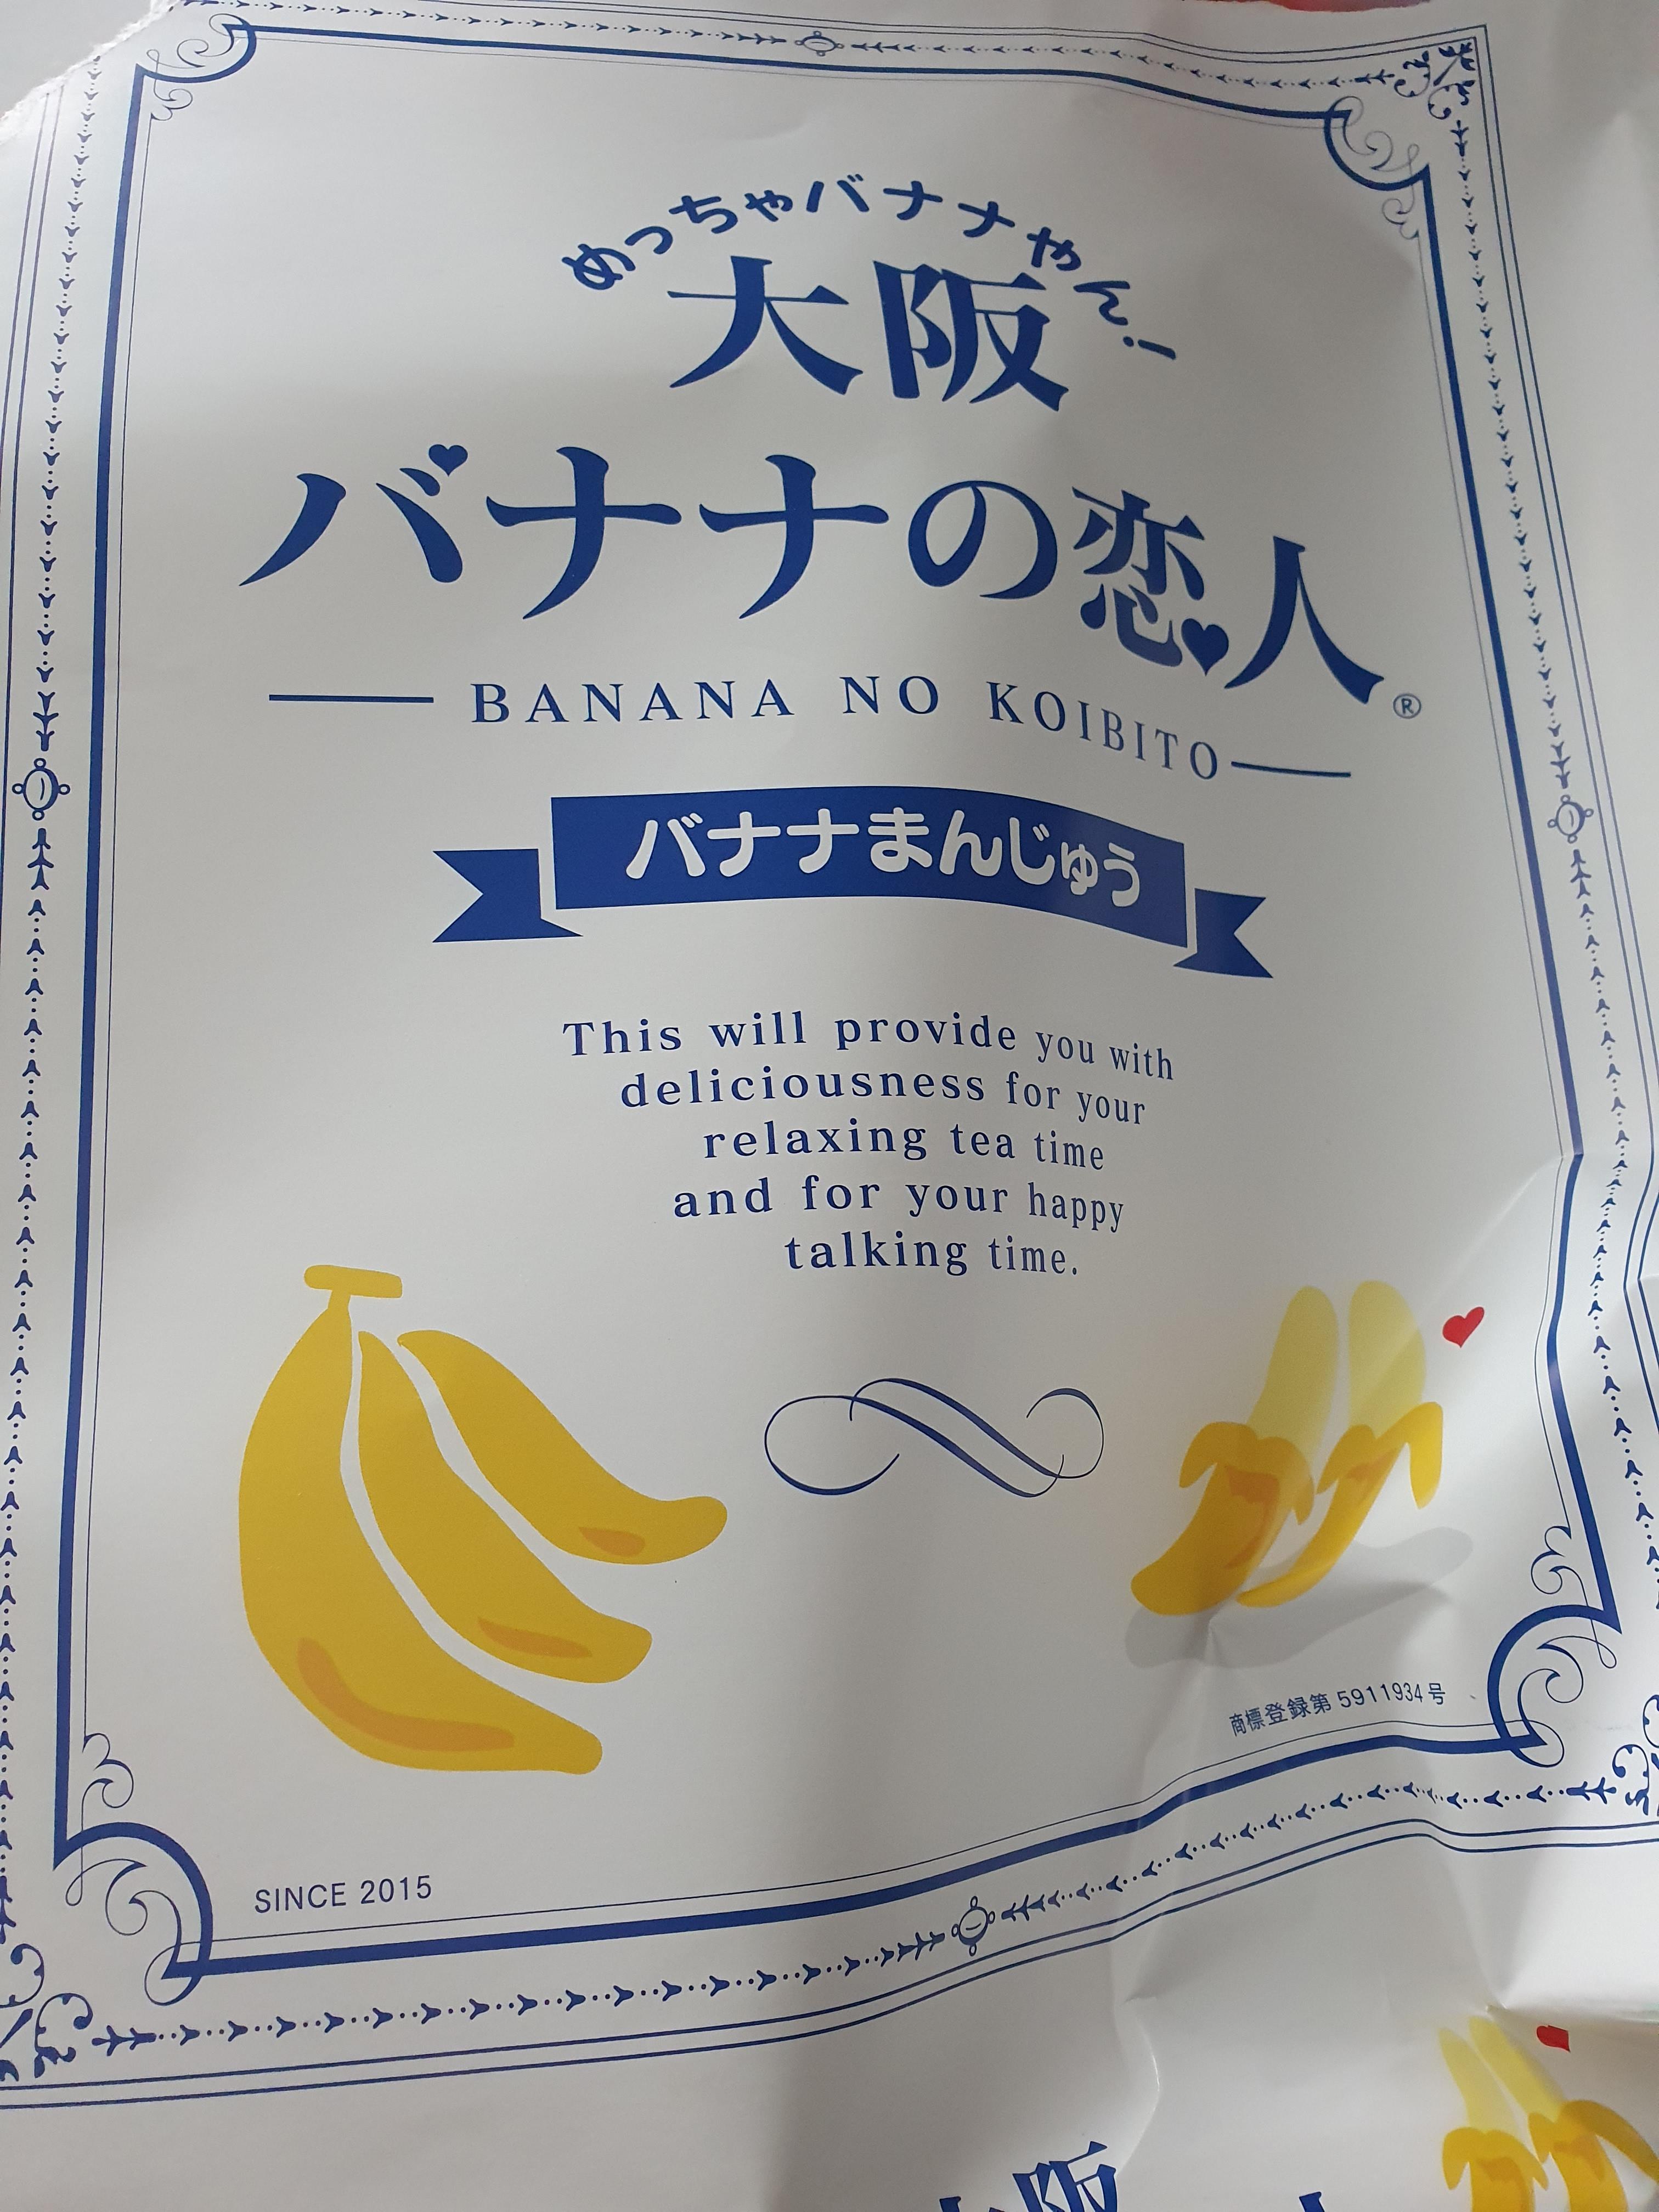 めっちゃバナナやん!
大阪
バナナの恋人®
BANANA NO KOIBITO
バナナまんじゅう
This will provide you with
deliciousness for your
relaxing tea time
and for your happy
talking time.
商標登録第5911934号
SINCE 2015
大阪